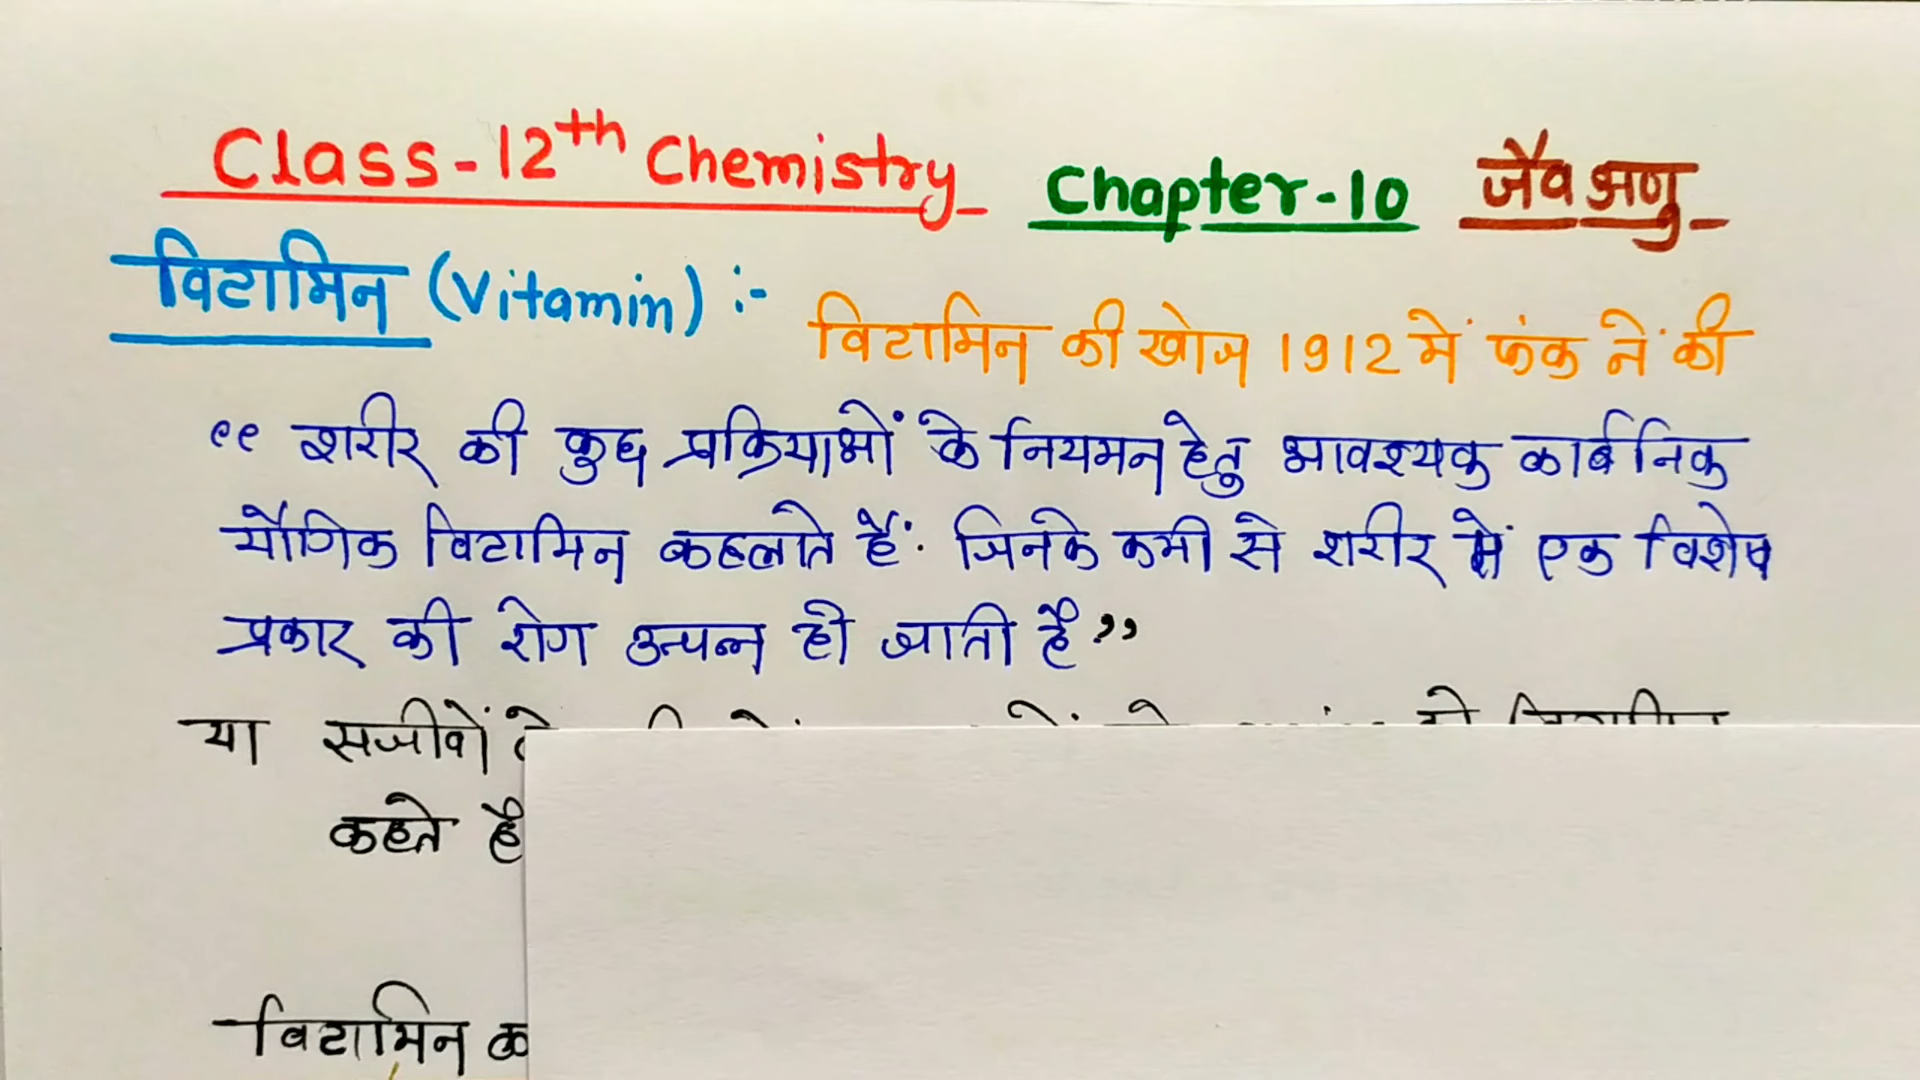 Class-12th Chemistry Chapter-10 जैव अणु
विटामिन (Vitamin) :-
विटामिन की खोज 1912 में फंक ने की
“ शरीर की कुछ प्रक्रियाओं के नियमन हेतु आवश्यक कार्बनिक
यौगिक विटामिन कहलाते हैं. जिनके कमी से शरीर में एक विशेष
प्रकार की रोग उत्पन्न हो जाती है.”
या सजीवों
कहते है
विटामिन